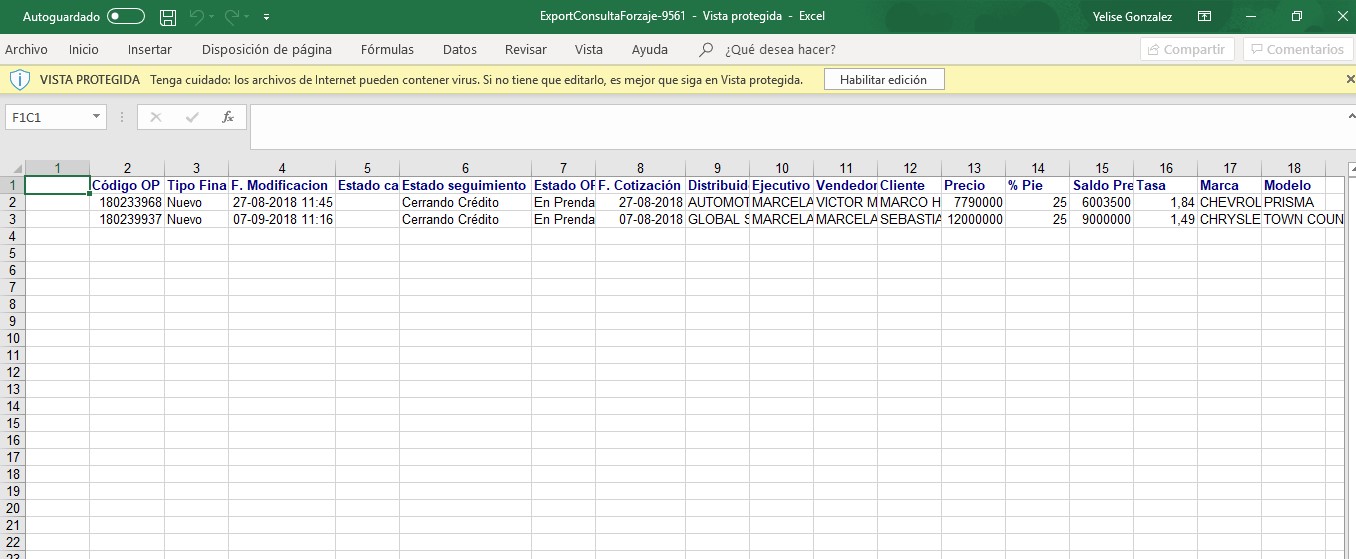 Autoguardado ExportConsultaForzaje-9561 - Vista protegida - Excel Yelise Gonzalez
Archivo Inicio Insertar Disposición de página Fórmulas Datos Revisar Vista Ayuda ¿Qué desea hacer? Compartir Comentarios
VISTA PROTEGIDA Tenga cuidado: los archivos de Internet pueden contener virus. Si no tiene que editarlo, es mejor que siga en Vista protegida. Habilitar edición
F1C1 fx
1 2 3 4 5 6 7 8 9 10 11 12 13 14 15 16 17 18
1 Código OP Tipo Fina F. Modificacion Estado ca Estado seguimiento Estado OF F. Cotización Distribuid Ejecutivo Vendedor Cliente Precio % Pie Saldo Pre Tasa Marca Modelo
2 180233968 Nuevo 27-08-2018 11:45 Cerrando Crédito En Prenda 27-08-2018 AUTOMOT MARCELA VICTOR M MARCO H 7790000 25 6003500 1,84 CHEVROL PRISMA
3 180239937 Nuevo 07-09-2018 11:16 Cerrando Crédito En Prenda 07-08-2018 GLOBAL S MARCELA MARCELA SEBASTIA 12000000 25 9000000 1,49 CHRYSLE TOWN COUN
4
5
6
7
8
9
10
11
12
13
14
15
16
17
18
19
20
21
22
23